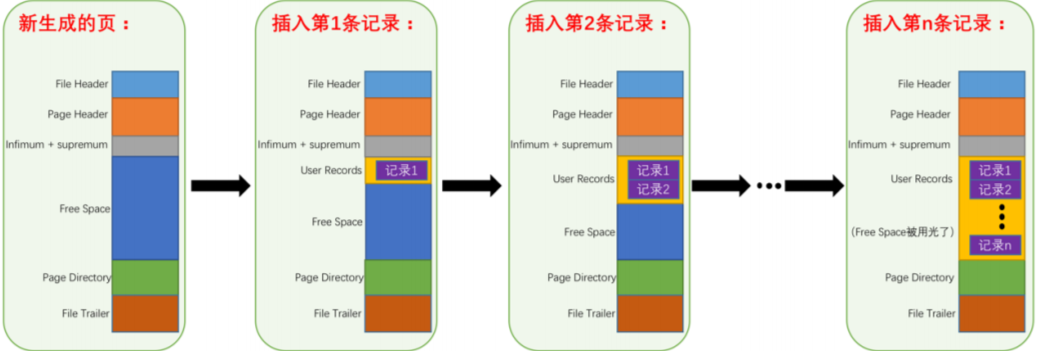 新生成的页：
File Header
Page Header
Infimum + supremum
Free Space
Page Directory
File Trailer
插入第1条记录：
File Header
Page Header
Infimum + supremum
User Records
记录1
Free Space
Page Directory
File Trailer
插入第2条记录：
File Header
Page Header
Infimum + supremum
User Records
记录1
记录2
Free Space
Page Directory
File Trailer
插入第n条记录：
File Header
Page Header
Infimum + supremum
User Records
记录1
记录2
（Free Space被用光了）
记录n
Page Directory
File Trailer